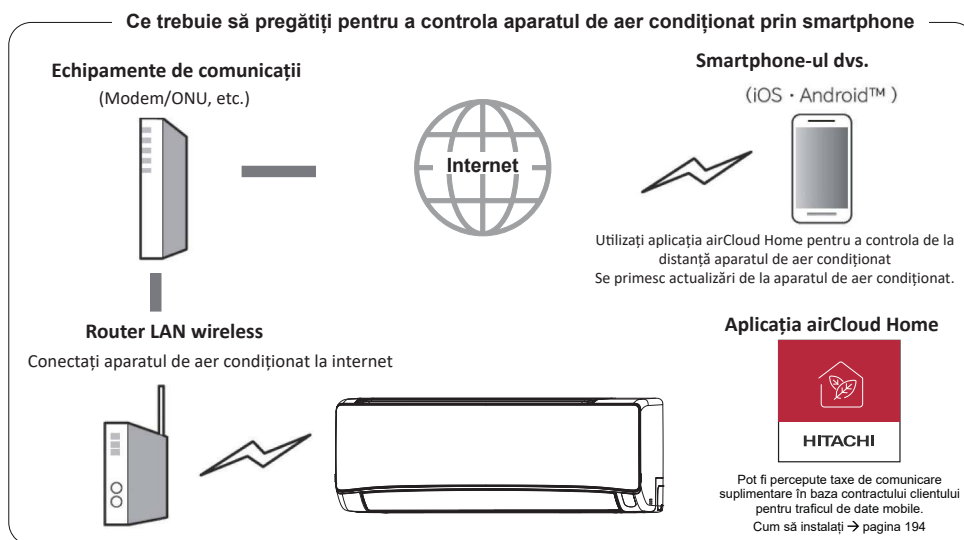 Ce trebuie să pregătiți pentru a controla aparatul de aer condiționat prin smartphone
Echipamente de comunicații
(Modem/ONU, etc.)
Internet
Smartphone-ul dvs.
(iOS・Android™)
Utilizați aplicația airCloud Home pentru a controla de la
distanță aparatul de aer condiționat
Se primesc actualizări de la aparatul de aer condiționat.
Router LAN wireless
Conectați aparatul de aer condiționat la internet
Aplicația airCloud Home
HITACHI
Pot fi percepute taxe de comunicare
suplimentare în baza contractului clientului
pentru traficul de date mobile.
Cum să instalați → pagina 194